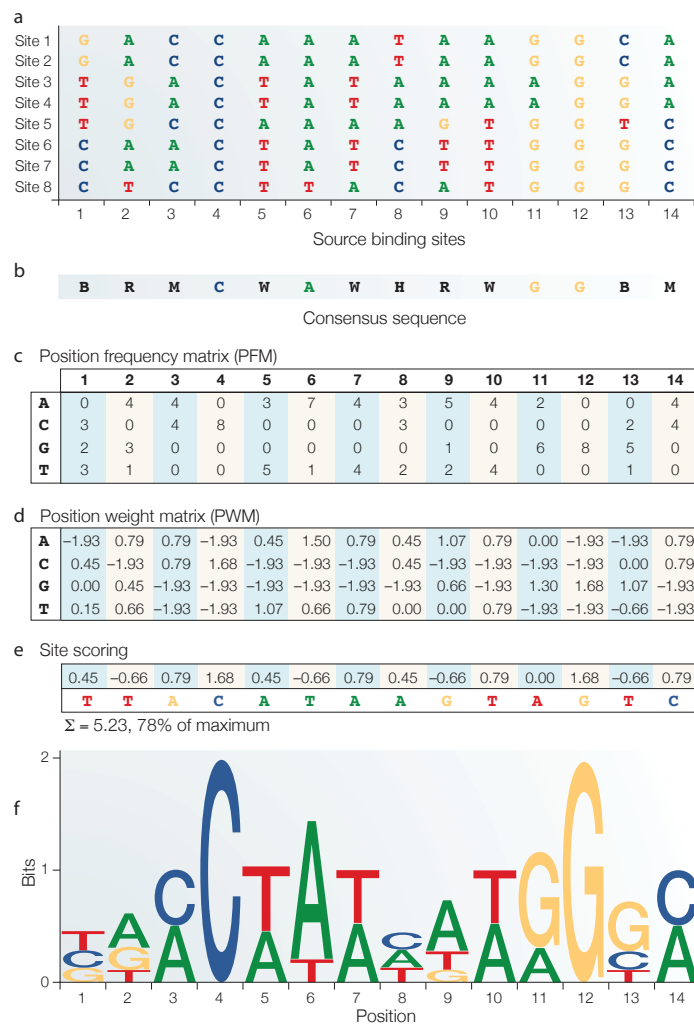 a
Site 1 G A C C A A A T A A G G C A
Site 2 G A C C A A A T A A G G C A
Site 3 T G A C T A T A A A A G G A
Site 4 T G A C T A T A A A A G G A
Site 5 T G C C A A A A G T G G T C
Site 6 C A A C T A T C T T G G G C
Site 7 C A A C T A T C T T G G G C
Site 8 C T C C T T A C A T G G G C
1 2 3 4 5 6 7 8 9 10 11 12 13 14
Source binding sites
b
B R M C W A W H R W G G B M
Consensus sequence
c Position frequency matrix (PFM)
1 2 3 4 5 6 7 8 9 10 11 12 13 14
A 0 4 4 0 3 7 4 3 5 4 2 0 0 4
C 3 0 4 8 0 0 0 3 0 0 0 0 2 4
G 2 3 0 0 0 0 0 0 1 0 6 8 5 0
T 3 1 0 0 5 1 4 2 2 4 0 0 1 0
d Position weight matrix (PWM)
A −1.93 0.79 0.79 −1.93 0.45 1.50 0.79 0.45 1.07 0.79 0.00 −1.93 −1.93 0.79
C 0.45 −1.93 0.79 1.68 −1.93 −1.93 −1.93 0.45 −1.93 −1.93 −1.93 −1.93 0.00 0.79
G 0.00 0.45 −1.93 −1.93 −1.93 −1.93 −1.93 −1.93 0.66 −1.93 1.30 1.68 1.07 −1.93
T 0.15 0.66 −1.93 −1.93 1.07 0.66 0.79 0.00 0.00 0.79 −1.93 −1.93 −0.66 −1.93
e Site scoring
0.45 −0.66 0.79 1.68 0.45 −0.66 0.79 0.45 −0.66 0.79 0.00 1.68 −0.66 0.79
T T A C A T A A G T A G T C
Σ = 5.23, 78% of maximum
f
2
1
0
Bits
T C G
A G T
C A
C
T A
A T
T A
C A T
A T G
T A
G A
G
G C T
C A
1 2 3 4 5 6 7 8 9 10 11 12 13 14
Position